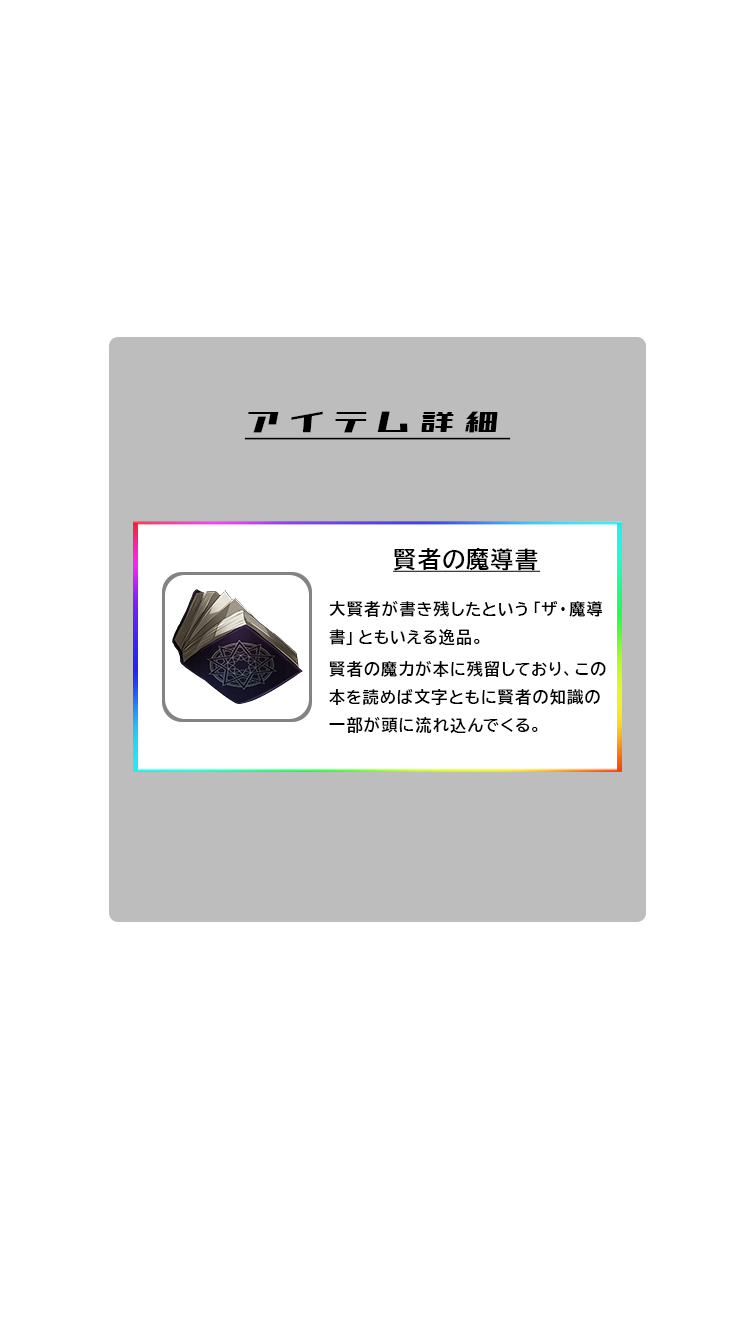 アイテム詳細
賢者の魔導書
大賢者が書き残したという「ザ・魔導
書」ともいえる逸品。
賢者の魔力が本に残留しており、この
本を読めば文字ともに賢者の知識の
一部が頭に流れ込んでくる。